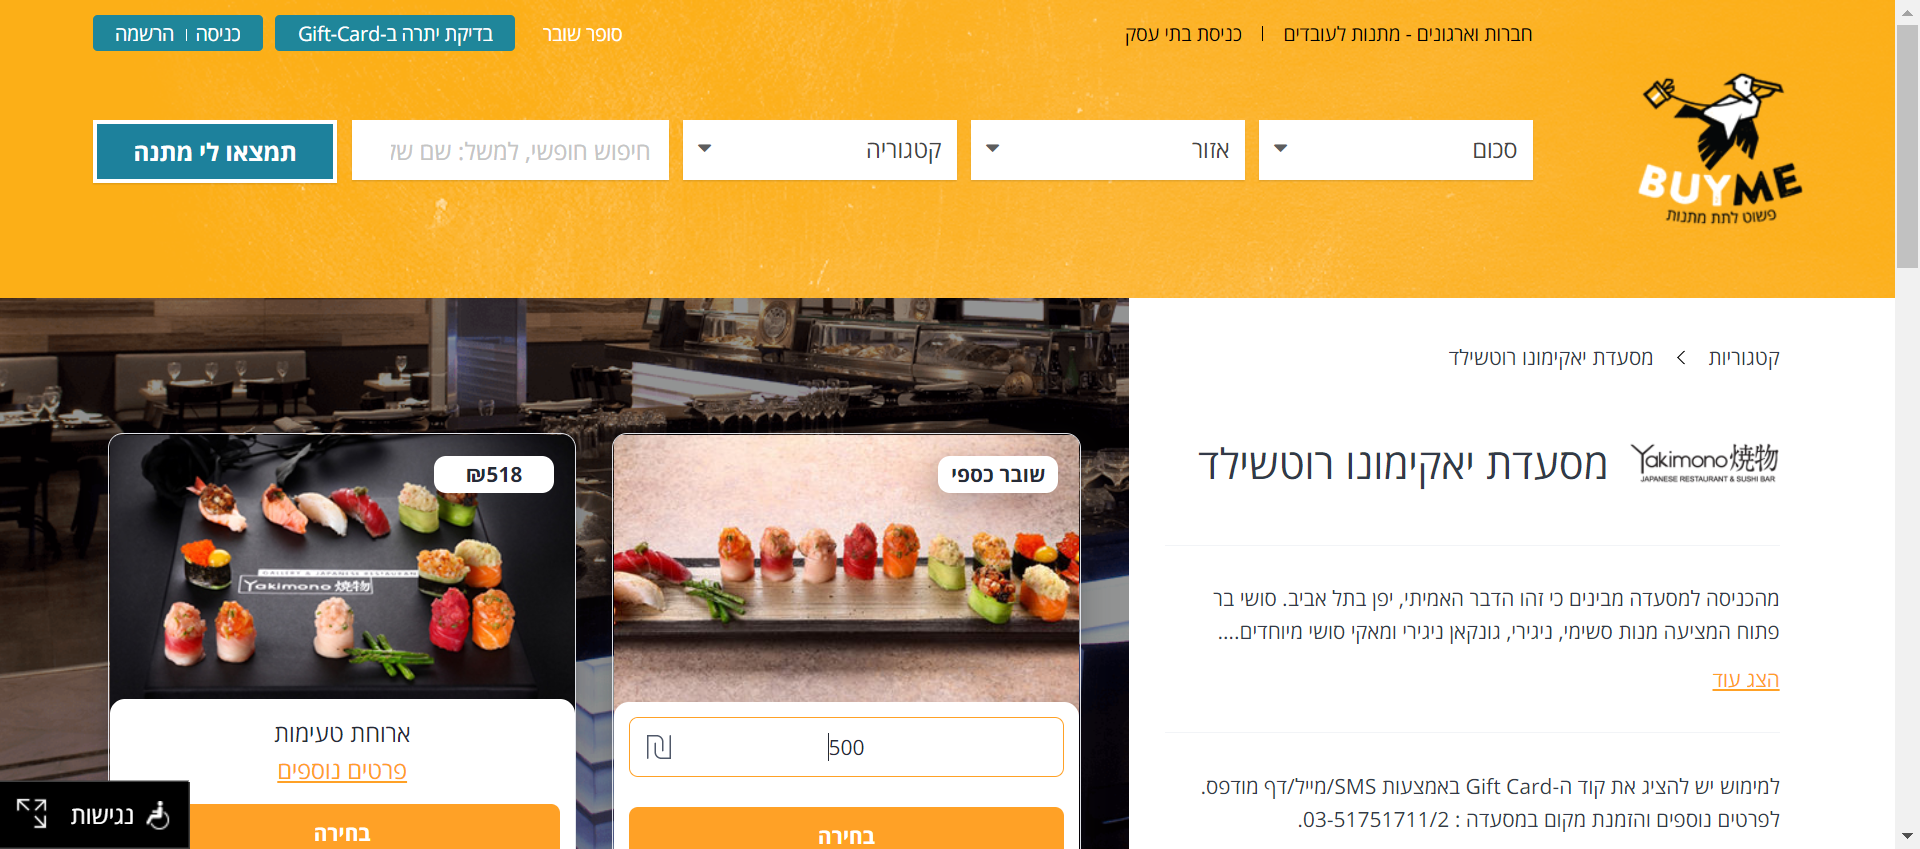 חברות וארגונים - מתנות לעובדים | כניסת בתי עסק
סופר שובר
בדיקת יתרה ב-Gift-Card
כניסה | הרשמה
BUYME
פשוט לתת מתנות
סכום
אזור
קטגוריה
חיפוש חופשי, למשל: שם של
תמצאו לי מתנה
קטגוריות > מסעדת יאקימונו רוטשילד
Yakimono 焼物
JAPANESE RESTAURANT & SUSHI BAR
מסעדת יאקימונו רוטשילד
מהכניסה למסעדה מבינים כי זהו הדבר האמיתי, יפן בתל אביב. סושי בר
פתוח המציעה מנות סשימי, ניגירי, גונקאן ניגירי ומאקי סושי מיוחדים....
הצג עוד
למימוש יש להציג את קוד ה-Gift Card באמצעות SMS/מייל/דף מודפס.
לפרטים נוספים והזמנת מקום במסעדה : 03-51751711/2.
שובר כספי
500
₪
בחירה
₪518
GALLERY & JAPANESE RESTAURANT
Yakimono 焼物
ארוחת טעימות
פרטים נוספים
בחירה
נגישות